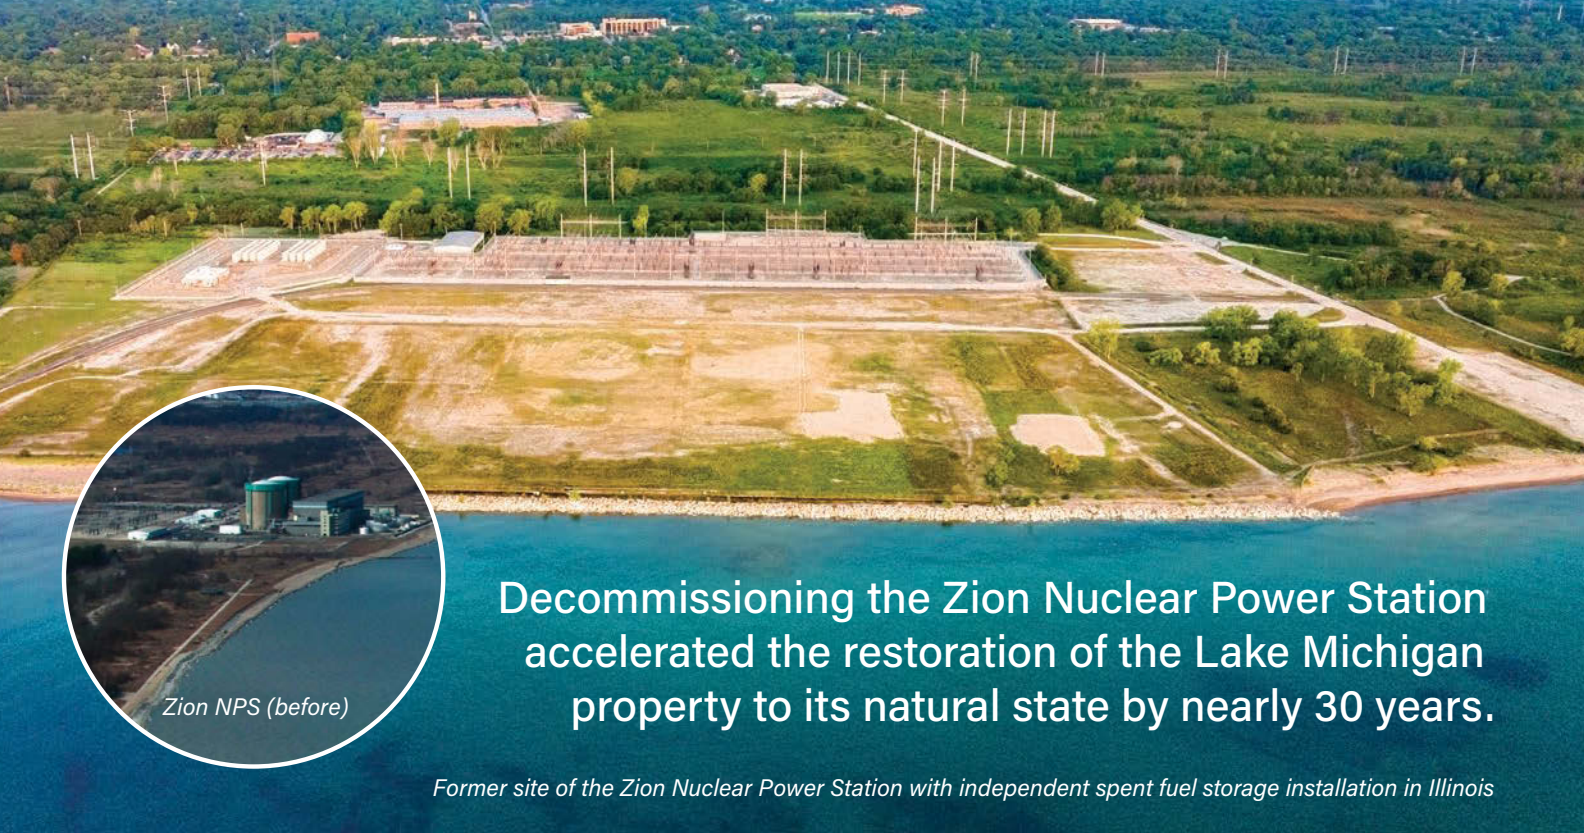 Zion NPS (before)
Decommissioning the Zion Nuclear Power Station
accelerated the restoration of the Lake Michigan
property to its natural state by nearly 30 years.
Former site of the Zion Nuclear Power Station with independent spent fuel storage installation in Illinois